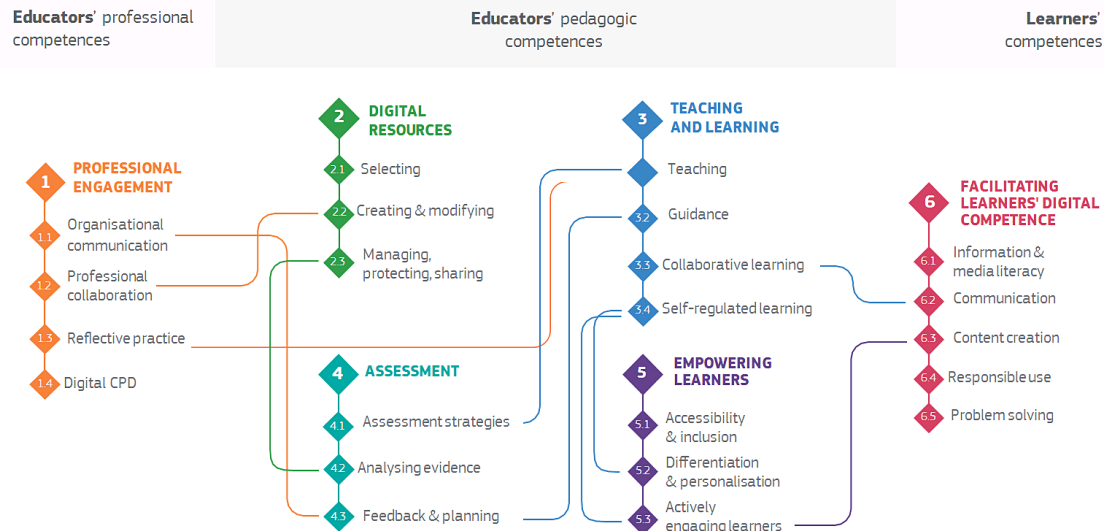 Educators' professional
competences
Educators' pedagogic
competences
Learners'
competences
1
PROFESSIONAL
ENGAGEMENT
1.1
Organisational
communication
1.2
Professional
collaboration
1.3
Reflective practice
1.4
Digital CPD
2
DIGITAL
RESOURCES
2.1
Selecting
2.2
Creating & modifying
2.3
Managing,
protecting, sharing
3
TEACHING
AND LEARNING
Teaching
3.2
Guidance
3.3
Collaborative learning
3.4
Self-regulated learning
4
ASSESSMENT
4.1
Assessment strategies
4.2
Analysing evidence
4.3
Feedback & planning
5
EMPOWERING
LEARNERS
5.1
Accessibility
& inclusion
5.2
Differentiation
& personalisation
5.3
Actively
engaging learners
6
FACILITATING
LEARNERS' DIGITAL
COMPETENCE
6.1
Information &
media literacy
6.2
Communication
6.3
Content creation
6.4
Responsible use
6.5
Problem solving